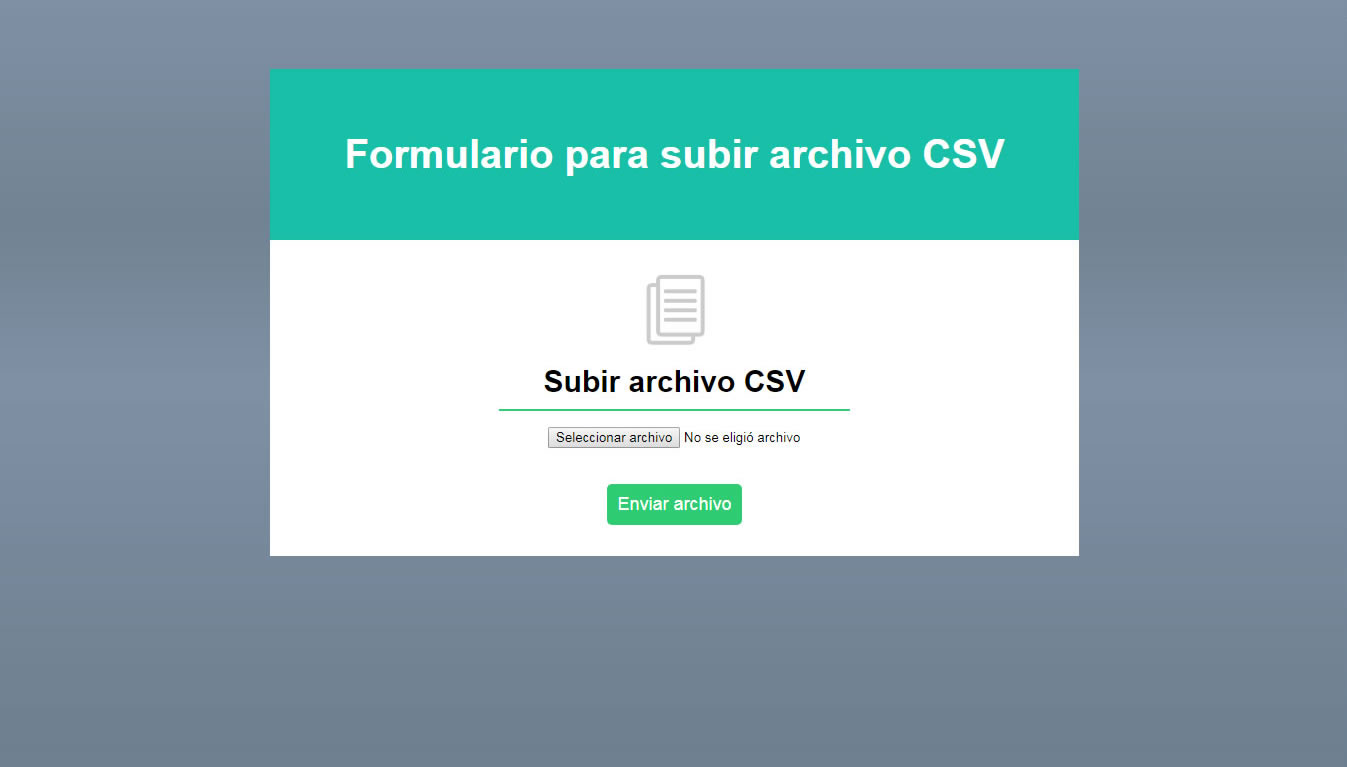 Formulario para subir archivo CSV
Subir archivo CSV
Seleccionar archivo No se eligió archivo
Enviar archivo